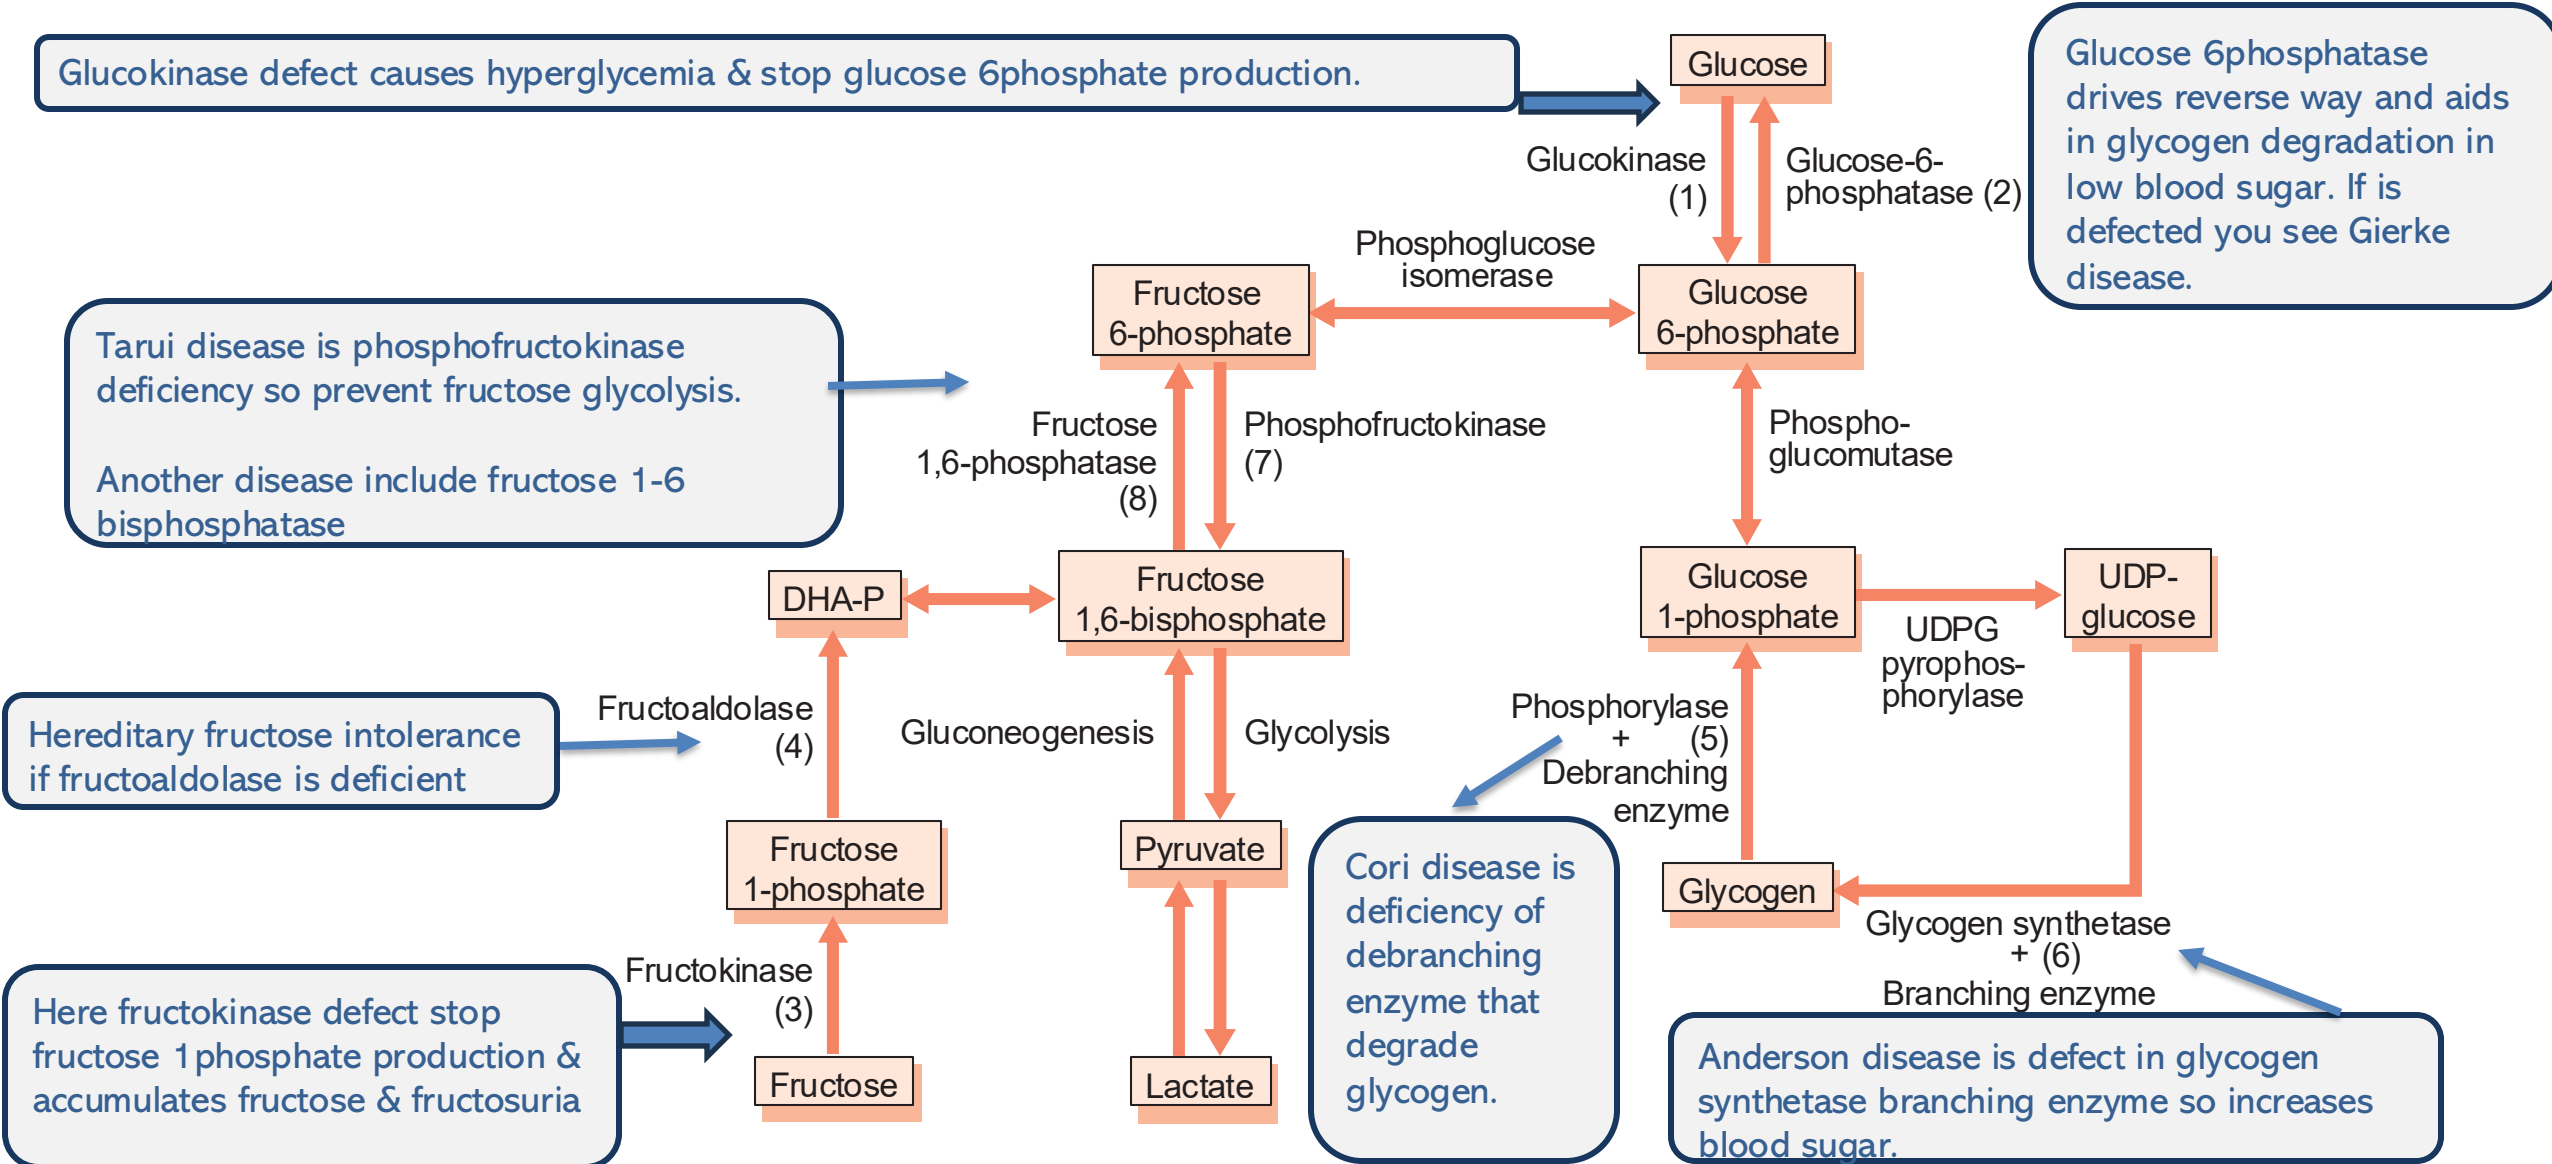 Glucokinase defect causes hyperglycemia & stop glucose 6phosphate production.
Glucose
Glucose 6phosphatase
drives reverse way and aids
in glycogen degradation in
low blood sugar. If is
defected you see Gierke
disease.
Glucokinase
(1)
Glucose-6-
phosphatase (2)
Phosphoglucose
isomerase
Fructose
6-phosphate
Glucose
6-phosphate
Tarui disease is phosphofructokinase
deficiency so prevent fructose glycolysis.
Another disease include fructose 1-6
bisphosphatase
Fructose
1,6-phosphatase
(8)
Phosphofructokinase
(7)
Phospho-
glucomutase
DHA-P
Fructose
1,6-bisphosphate
Glucose
1-phosphate
UDP-
glucose
UDPG
pyrophos-
phorylase
Hereditary fructose intolerance
if fructoaldolase is deficient
Fructoaldolase
(4)
Gluconeogenesis
Glycolysis
Phosphorylase
+ (5)
Debranching
enzyme
Fructose
1-phosphate
Pyruvate
Cori disease is
deficiency of
debranching
enzyme that
degrade
glycogen.
Glycogen
Glycogen synthetase
+ (6)
Branching enzyme
Here fructokinase defect stop
fructose 1phosphate production &
accumulates fructose & fructosuria
Fructokinase
(3)
Fructose
Lactate
Anderson disease is defect in glycogen
synthetase branching enzyme so increases
blood sugar.